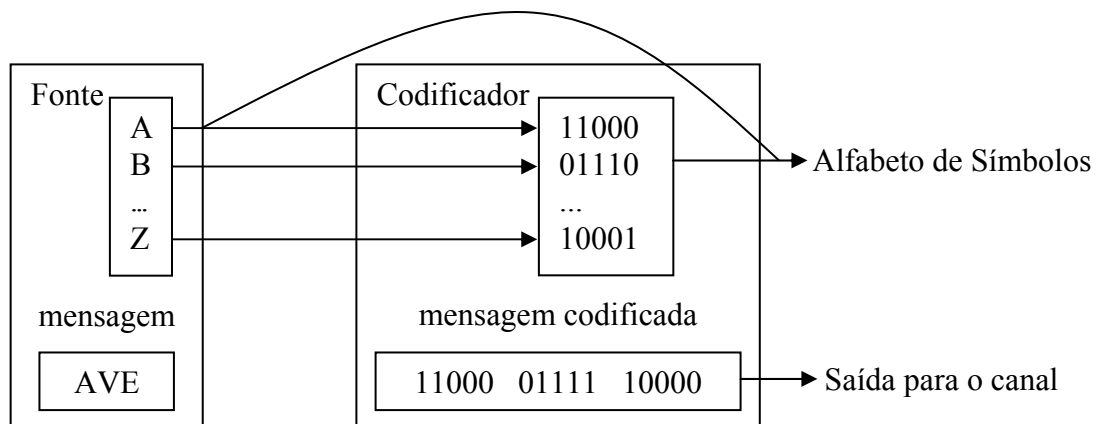 Fonte
A
B
...
Z
mensagem
AVE
Codificador
11000
01110
...
10001
mensagem codificada
11000 01111 10000
Alfabeto de Símbolos
Saída para o canal